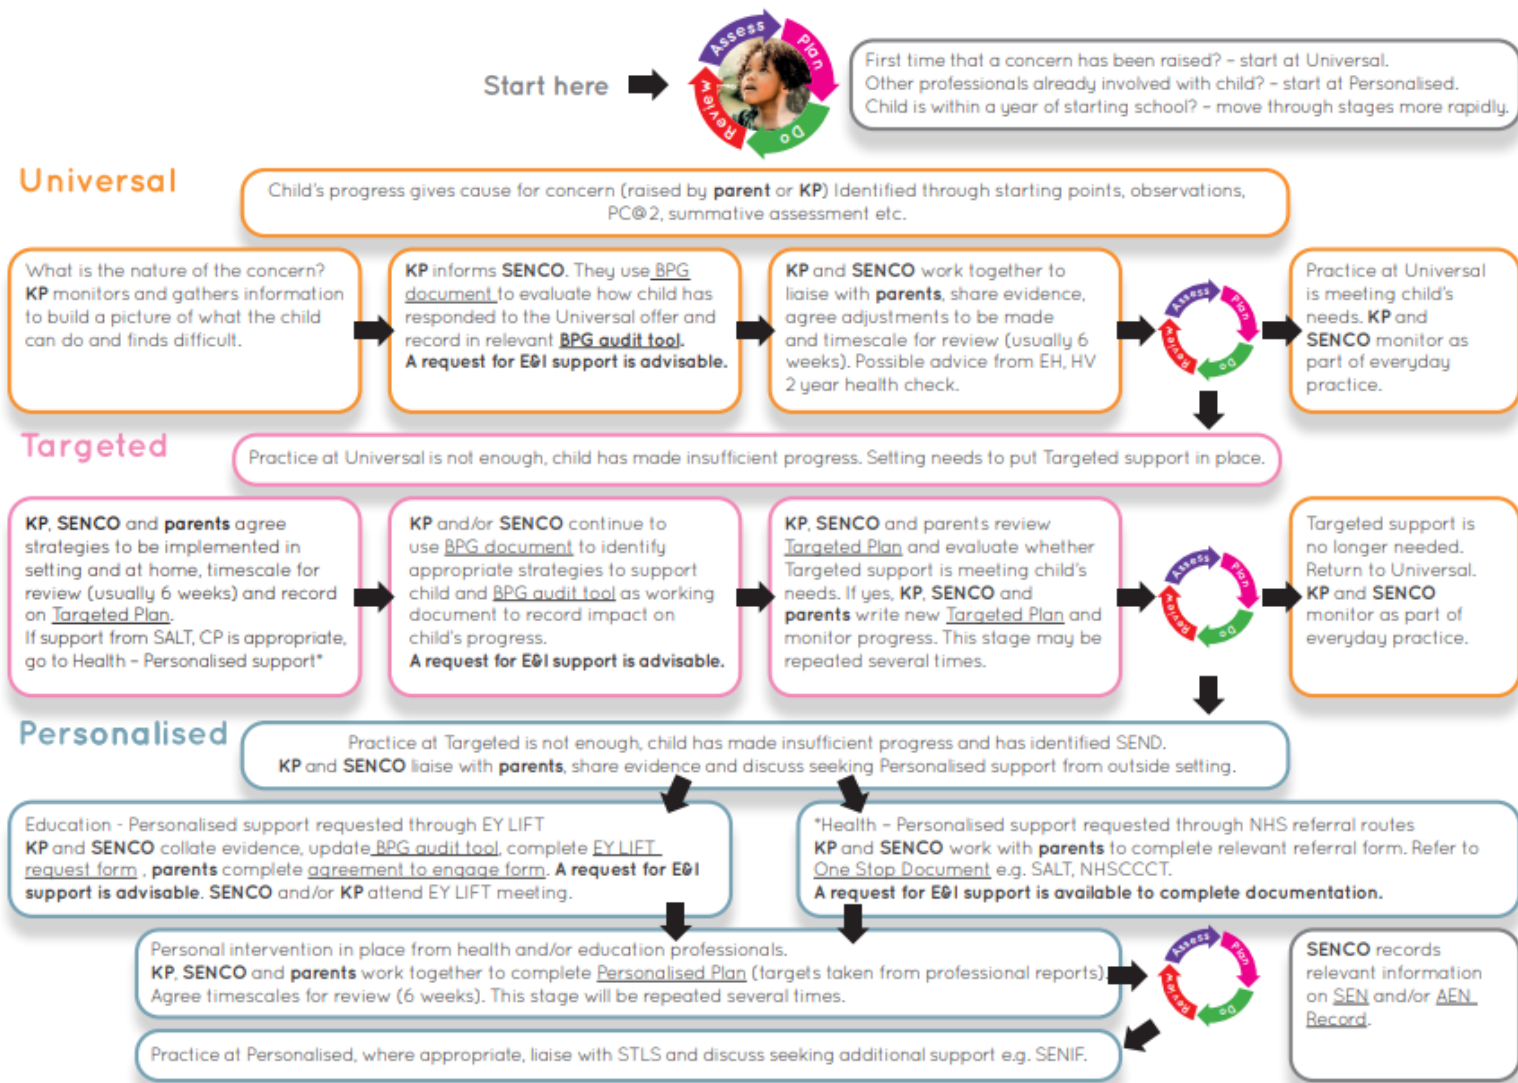 Start here
Assess
Plan
Do
Review
First time that a concern has been raised? – start at Universal.
Other professionals already involved with child? – start at Personalised.
Child is within a year of starting school? – move through stages more rapidly.
Universal
Child's progress gives cause for concern (raised by parent or KP) Identified through starting points, observations,
PC@2, summative assessment etc.
What is the nature of the concern?
KP monitors and gathers information
to build a picture of what the child
can do and finds difficult.
KP informs SENCO. They use BPG
document to evaluate how child has
responded to the Universal offer and
record in relevant BPG audit tool.
A request for E&I support is advisable.
KP and SENCO work together to
liaise with parents, share evidence,
agree adjustments to be made
and timescale for review (usually 6
weeks). Possible advice from EH, HV
2 year health check.
Assess
Plan
Do
Review
Practice at Universal
is meeting child's
needs. KP and
SENCO monitor as
part of everyday
practice.
Targeted
Practice at Universal is not enough, child has made insufficient progress. Setting needs to put Targeted support in place.
KP, SENCO and parents agree
strategies to be implemented in
setting and at home, timescale for
review (usually 6 weeks) and record
on Targeted Plan.
If support from SALT, CP is appropriate,
go to Health – Personalised support*
KP and/or SENCO continue to
use BPG document to identify
appropriate strategies to support
child and BPG audit tool as working
document to record impact on
child's progress.
A request for E&I support is advisable.
KP, SENCO and parents review
Targeted Plan and evaluate whether
Targeted support is meeting child's
needs. If yes, KP, SENCO and
parents write new Targeted Plan and
monitor progress. This stage may be
repeated several times.
Assess
Plan
Do
Review
Targeted support is
no longer needed.
Return to Universal.
KP and SENCO
monitor as part of
everyday practice.
Personalised
Practice at Targeted is not enough, child has made insufficient progress and has identified SEND.
KP and SENCO liaise with parents, share evidence and discuss seeking Personalised support from outside setting.
Education - Personalised support requested through EY LIFT
KP and SENCO collate evidence, update BPG audit tool, complete EY LIFT
request form , parents complete agreement to engage form. A request for E&I
support is advisable. SENCO and/or KP attend EY LIFT meeting.
*Health – Personalised support requested through NHS referral routes
KP and SENCO work with parents to complete relevant referral form. Refer to
One Stop Document e.g. SALT, NHSCCCT.
A request for E&I support is available to complete documentation.
Personal intervention in place from health and/or education professionals.
KP, SENCO and parents work together to complete Personalised Plan (targets taken from professional reports).
Agree timescales for review (6 weeks). This stage will be repeated several times.
Assess
Plan
Do
Review
SENCO records
relevant information
on SEN and/or AEN
Record.
Practice at Personalised, where appropriate, liaise with STLS and discuss seeking additional support e.g. SENIF.